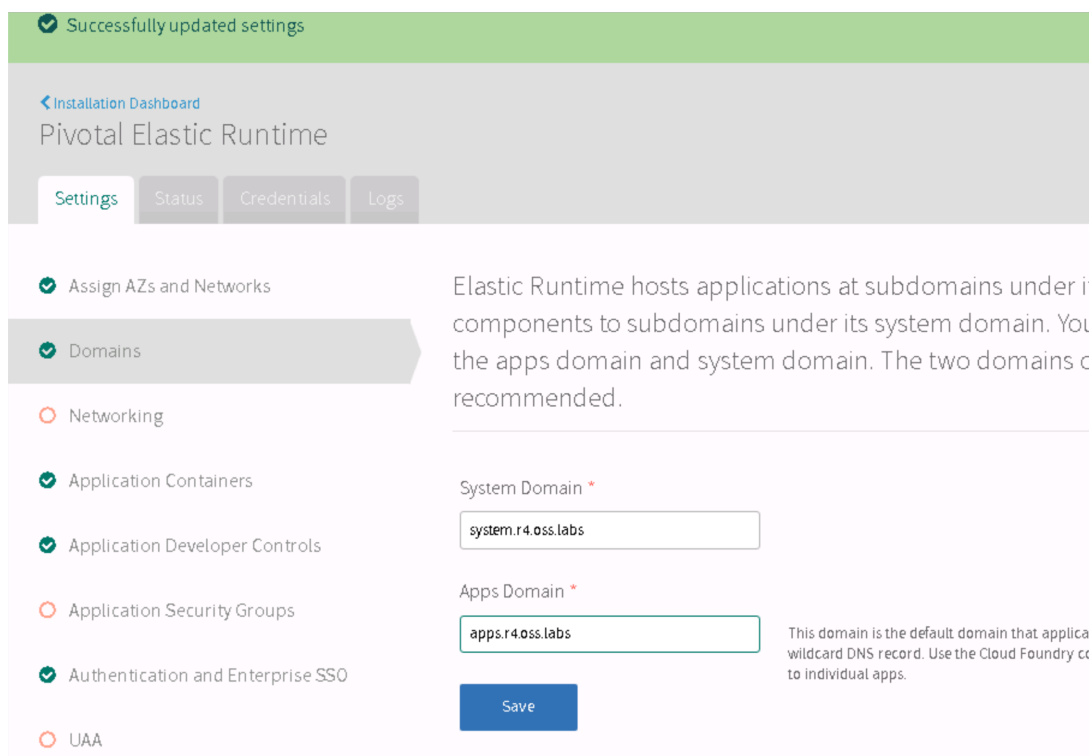 Successfully updated settings
Installation Dashboard
Pivotal Elastic Runtime
Settings
Status
Credentials
Logs
Assign AZs and Networks
Domains
Networking
Application Containers
Application Developer Controls
Application Security Groups
Authentication and Enterprise SSO
UAA
Elastic Runtime hosts applications at subdomains under
components to subdomains under its system domain. You
the apps domain and system domain. The two domains
recommended.
System Domain *
system.r4.oss.labs
Apps Domain *
apps.r4.oss.labs
This domain is the default domain that
wildcard DNS record. Use the Cloud Foundry
to individual apps.
Save